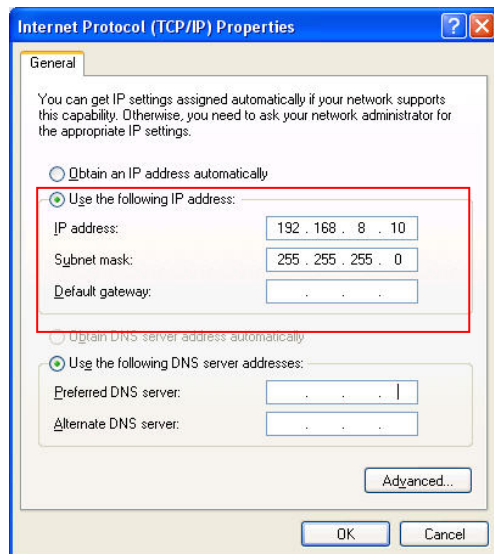 Internet Protocol (TCP/IP) Properties
General
You can get IP settings assigned automatically if your network supports
this capability. Otherwise, you need to ask your network administrator for
the appropriate IP settings.
Obtain an IP address automatically
Use the following IP address:
IP address: 192 . 168 . 8 . 10
Subnet mask: 255 . 255 . 255 . 0
Default gateway: . . .
Obtain DNS server address automatically
Use the following DNS server addresses:
Preferred DNS server: . . .
Alternate DNS server: . . .
Advanced...
OK Cancel